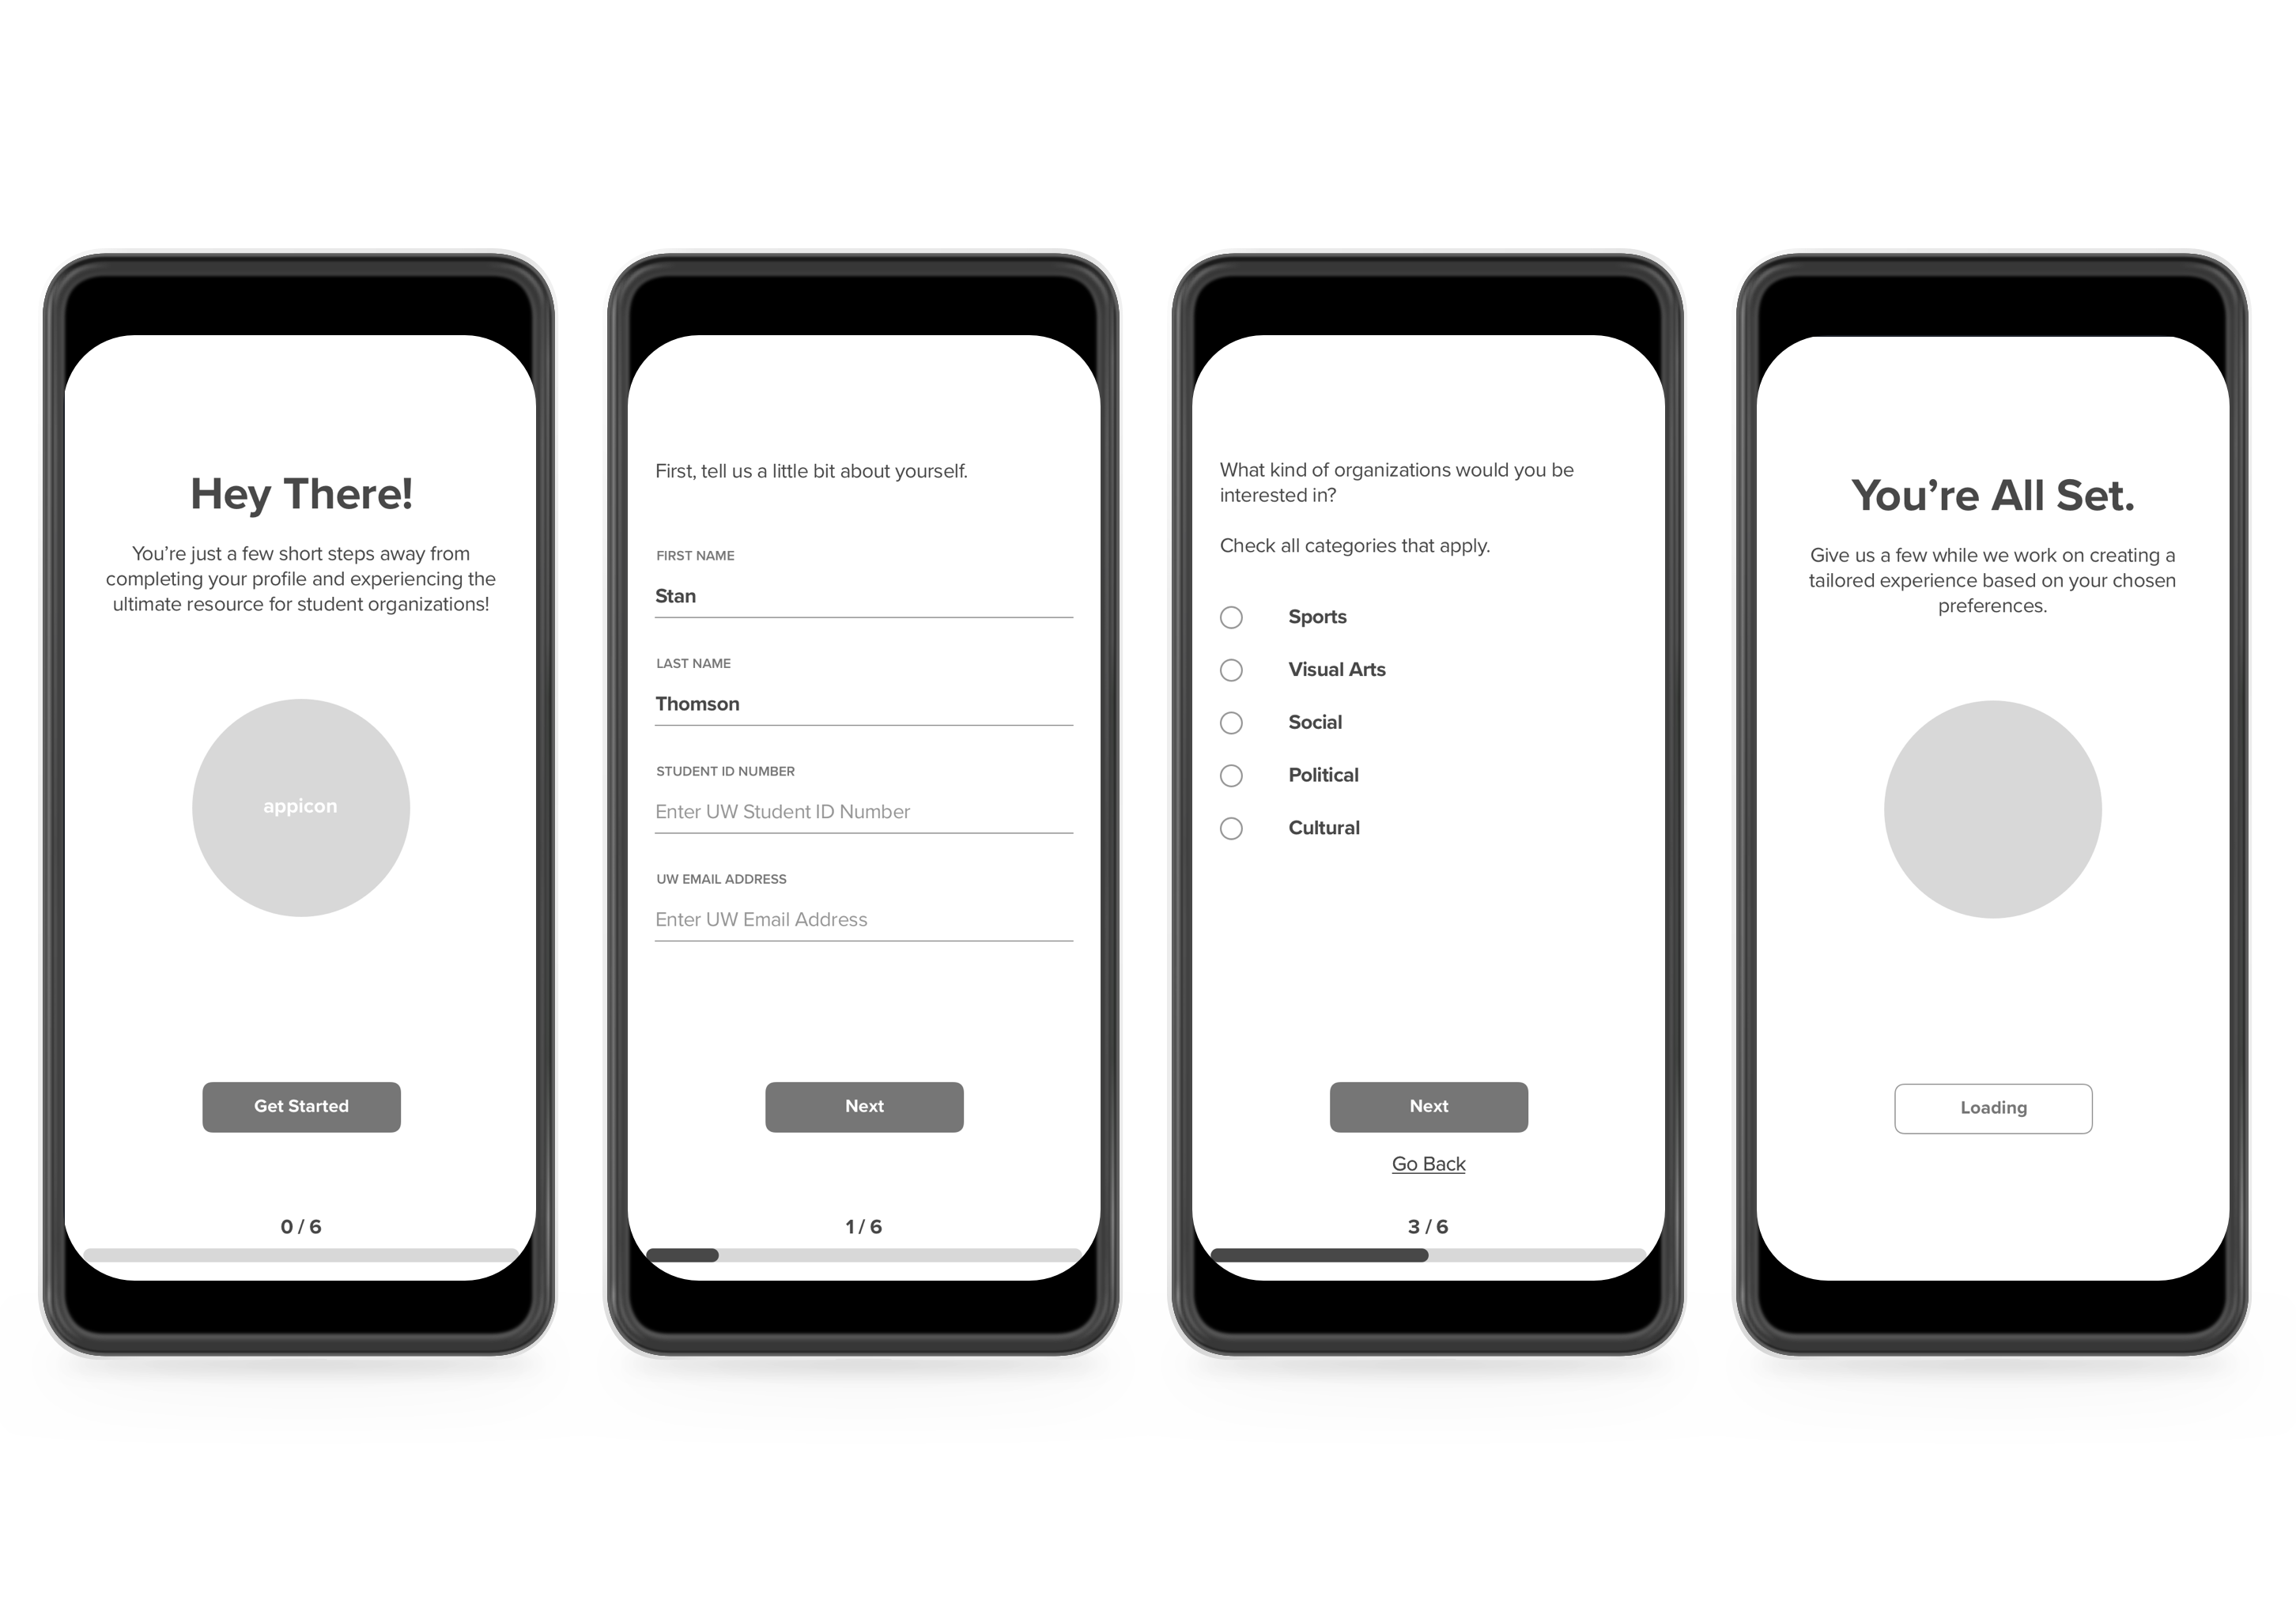 Hey There!
You’re just a few short steps away from
completing your profile and experiencing the
ultimate resource for student organizations!
appicon
Get Started
0 / 6
First, tell us a little bit about yourself.
FIRST NAME
Stan
LAST NAME
Thomson
STUDENT ID NUMBER
Enter UW Student ID Number
UW EMAIL ADDRESS
Enter UW Email Address
Next
1 / 6
What kind of organizations would you be
interested in?
Check all categories that apply.
Sports
Visual Arts
Social
Political
Cultural
Next
Go Back
3 / 6
You’re All Set.
Give us a few while we work on creating a
tailored experience based on your chosen
preferences.
Loading